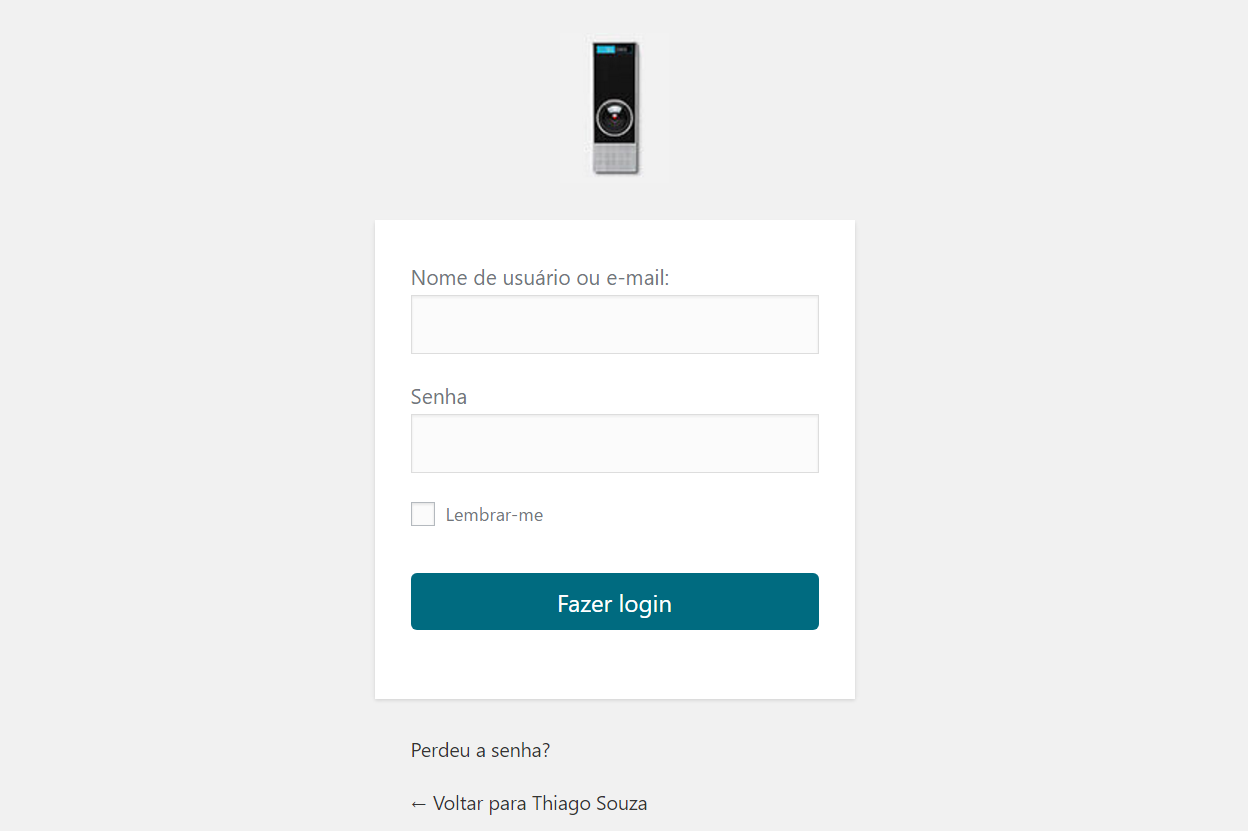 Nome de usuário ou e-mail:
Senha
Lembrar-me
Fazer login
Perdeu a senha?
← Voltar para Thiago Souza